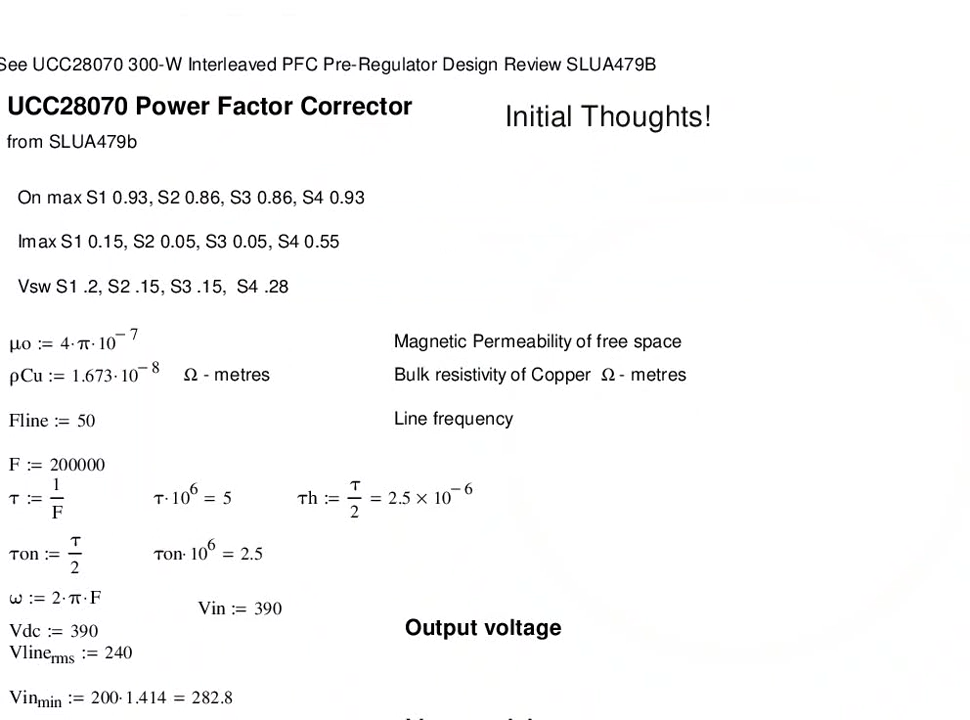 See UCC28070 300-W Interleaved PFC Pre-Regulator Design Review SLUA479B
UCC28070 Power Factor Corrector
Initial Thoughts!
from SLUA479b
On max S1 0.93, S2 0.86, S3 0.86, S4 0.93
Imax S1 0.15, S2 0.05, S3 0.05, S4 0.55
Vsw S1 .2, S2 .15, S3 .15, S4 .28
μo := 4·π·10^−7 Magnetic Permeability of free space
ρCu := 1.673·10^−8 Ω - metres Bulk resistivity of Copper Ω - metres
Fline := 50 Line frequency
F := 200000
τ := 1/F τ·10^6 = 5 τh := τ/2 = 2.5 × 10^−6
τon := τ/2 τon·10^6 = 2.5
ω := 2·π·F
Vin := 390
Vdc := 390 Output voltage
Vline_rms := 240
Vin_min := 200·1.414 = 282.8